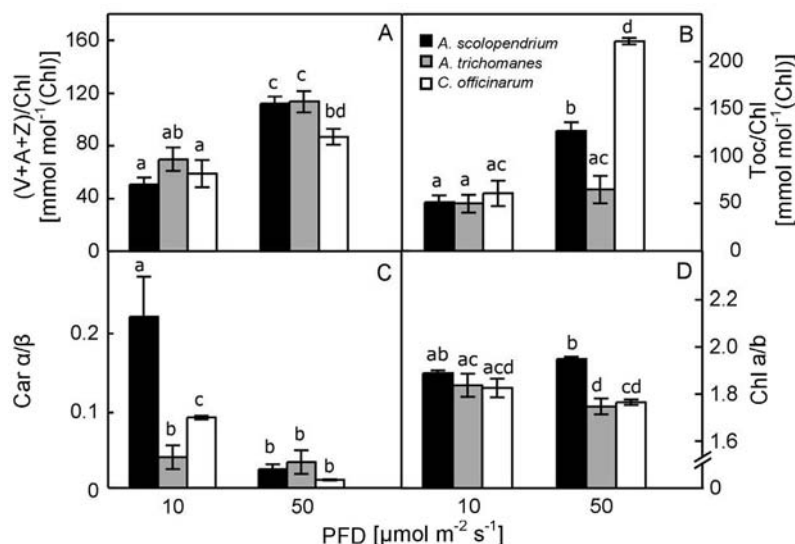 A
(V+A+Z)/Chl
[mmol mol⁻¹(Chl)]
160
120
80
40
0
a
ab
a
c
c
bd
B
A. scolopendrium
A. trichomanes
C. officinarum
a
a
ac
b
ac
d
200
150
100
50
0
Toc/Chl
[mmol mol⁻¹(Chl)]
C
Car α/β
0.2
0.1
0
a
b
c
b
b
b
10
50
D
ab
ac
acd
b
d
cd
2.2
2.0
1.8
1.6
0
Chl a/b
10
50
PFD [µmol m⁻² s⁻¹]